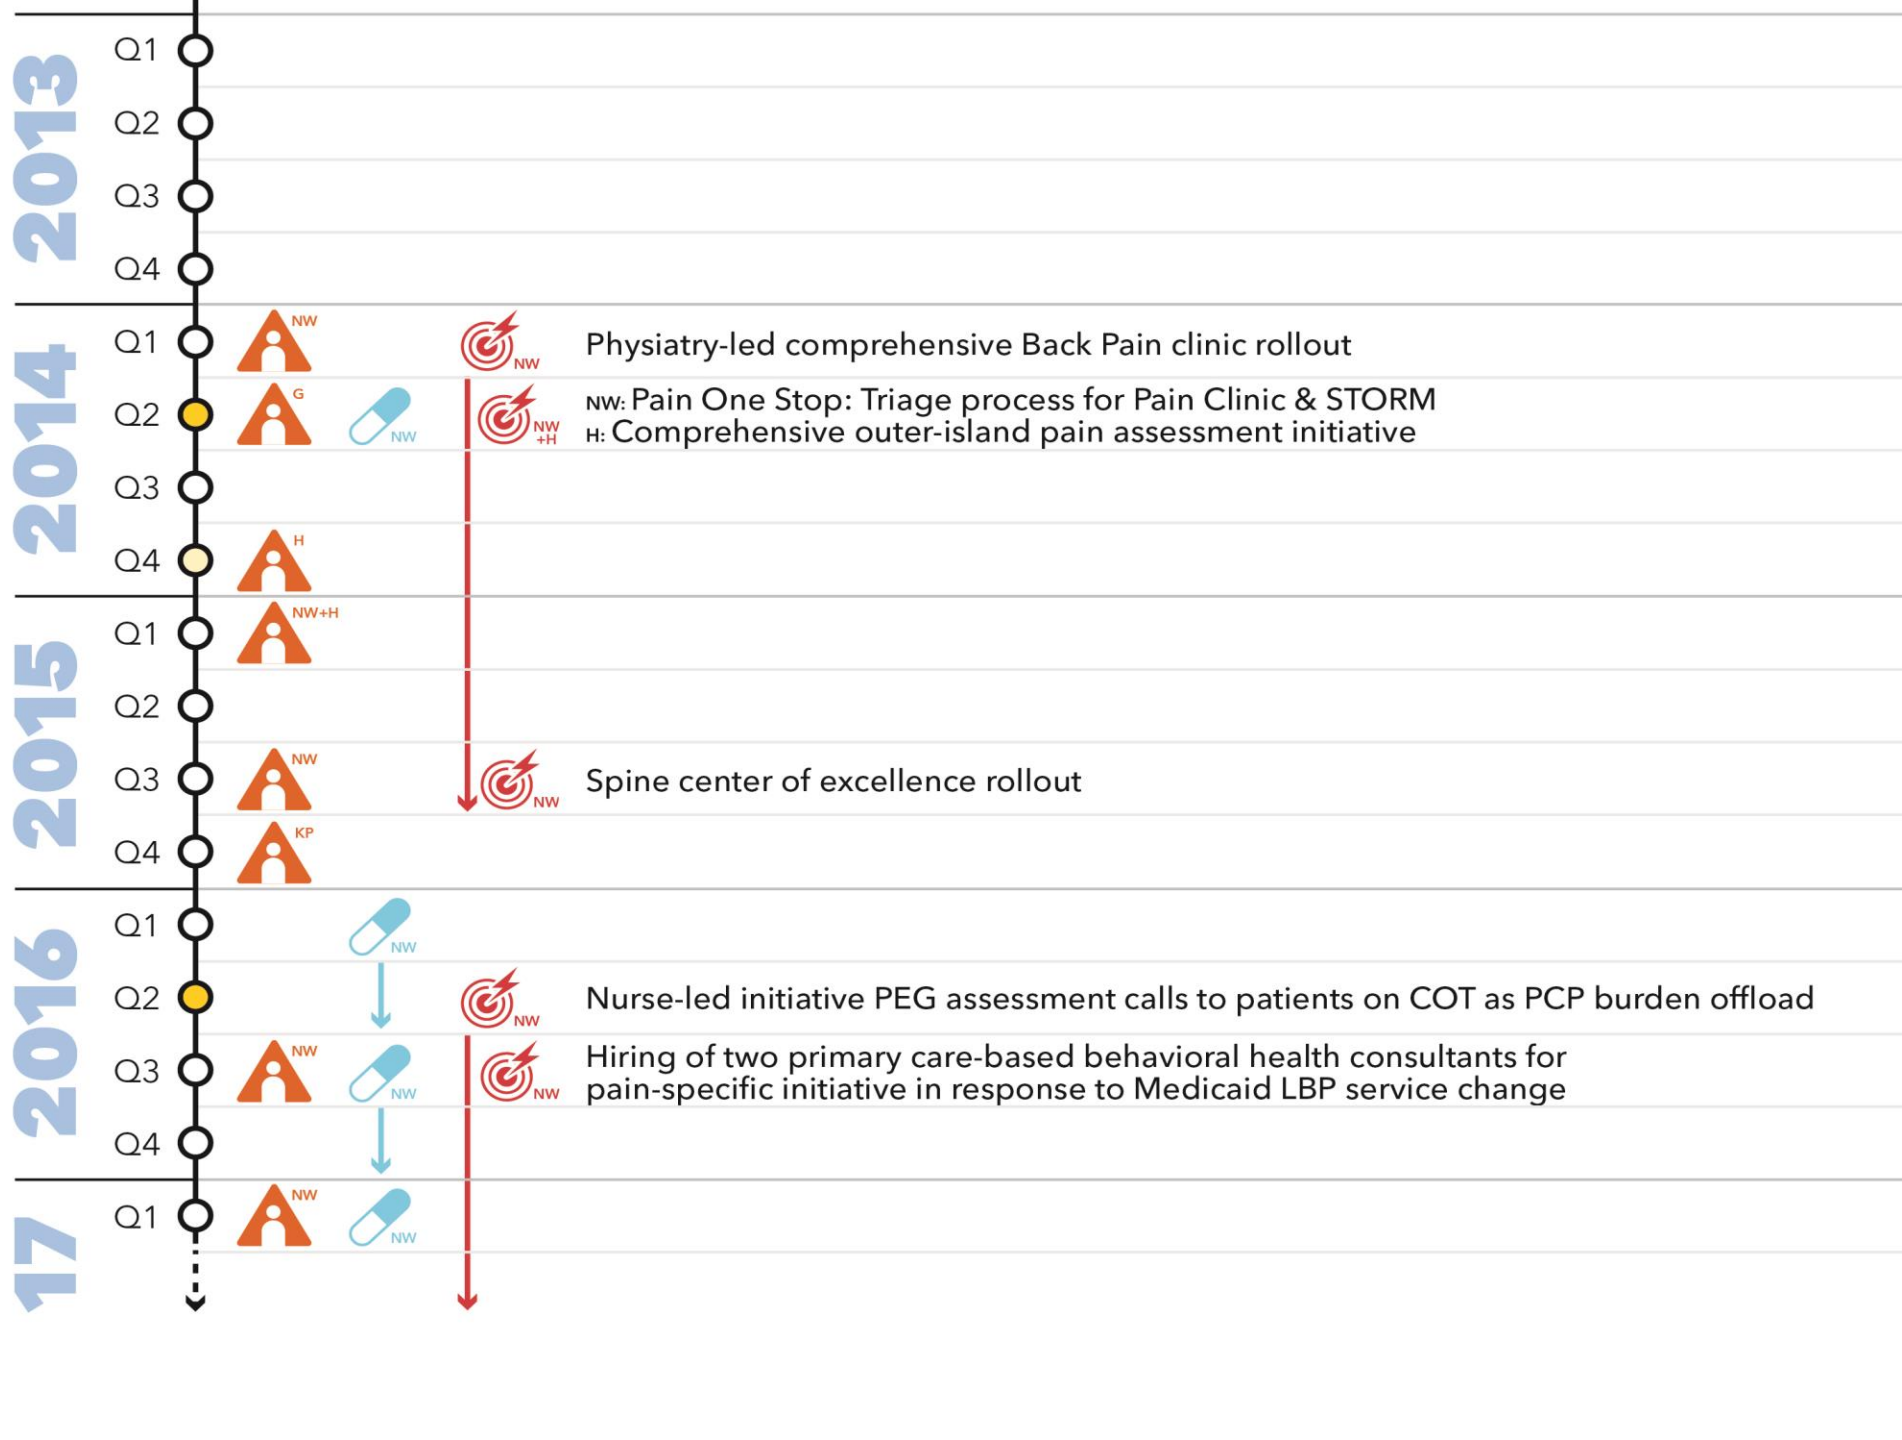 2013
Q1
Q2
Q3
Q4
2014
Q1
NW
NW
Physiatry-led comprehensive Back Pain clinic rollout
Q2
G
NW
NW
+H
NW: Pain One Stop: Triage process for Pain Clinic & STORM
H: Comprehensive outer-island pain assessment initiative
Q3
Q4
H
2015
Q1
NW+H
Q2
Q3
NW
NW
Spine center of excellence rollout
Q4
KP
2016
Q1
NW
Q2
NW
Nurse-led initiative PEG assessment calls to patients on COT as PCP burden offload
Q3
NW
NW
NW
Hiring of two primary care-based behavioral health consultants for
pain-specific initiative in response to Medicaid LBP service change
Q4
17
Q1
NW
NW